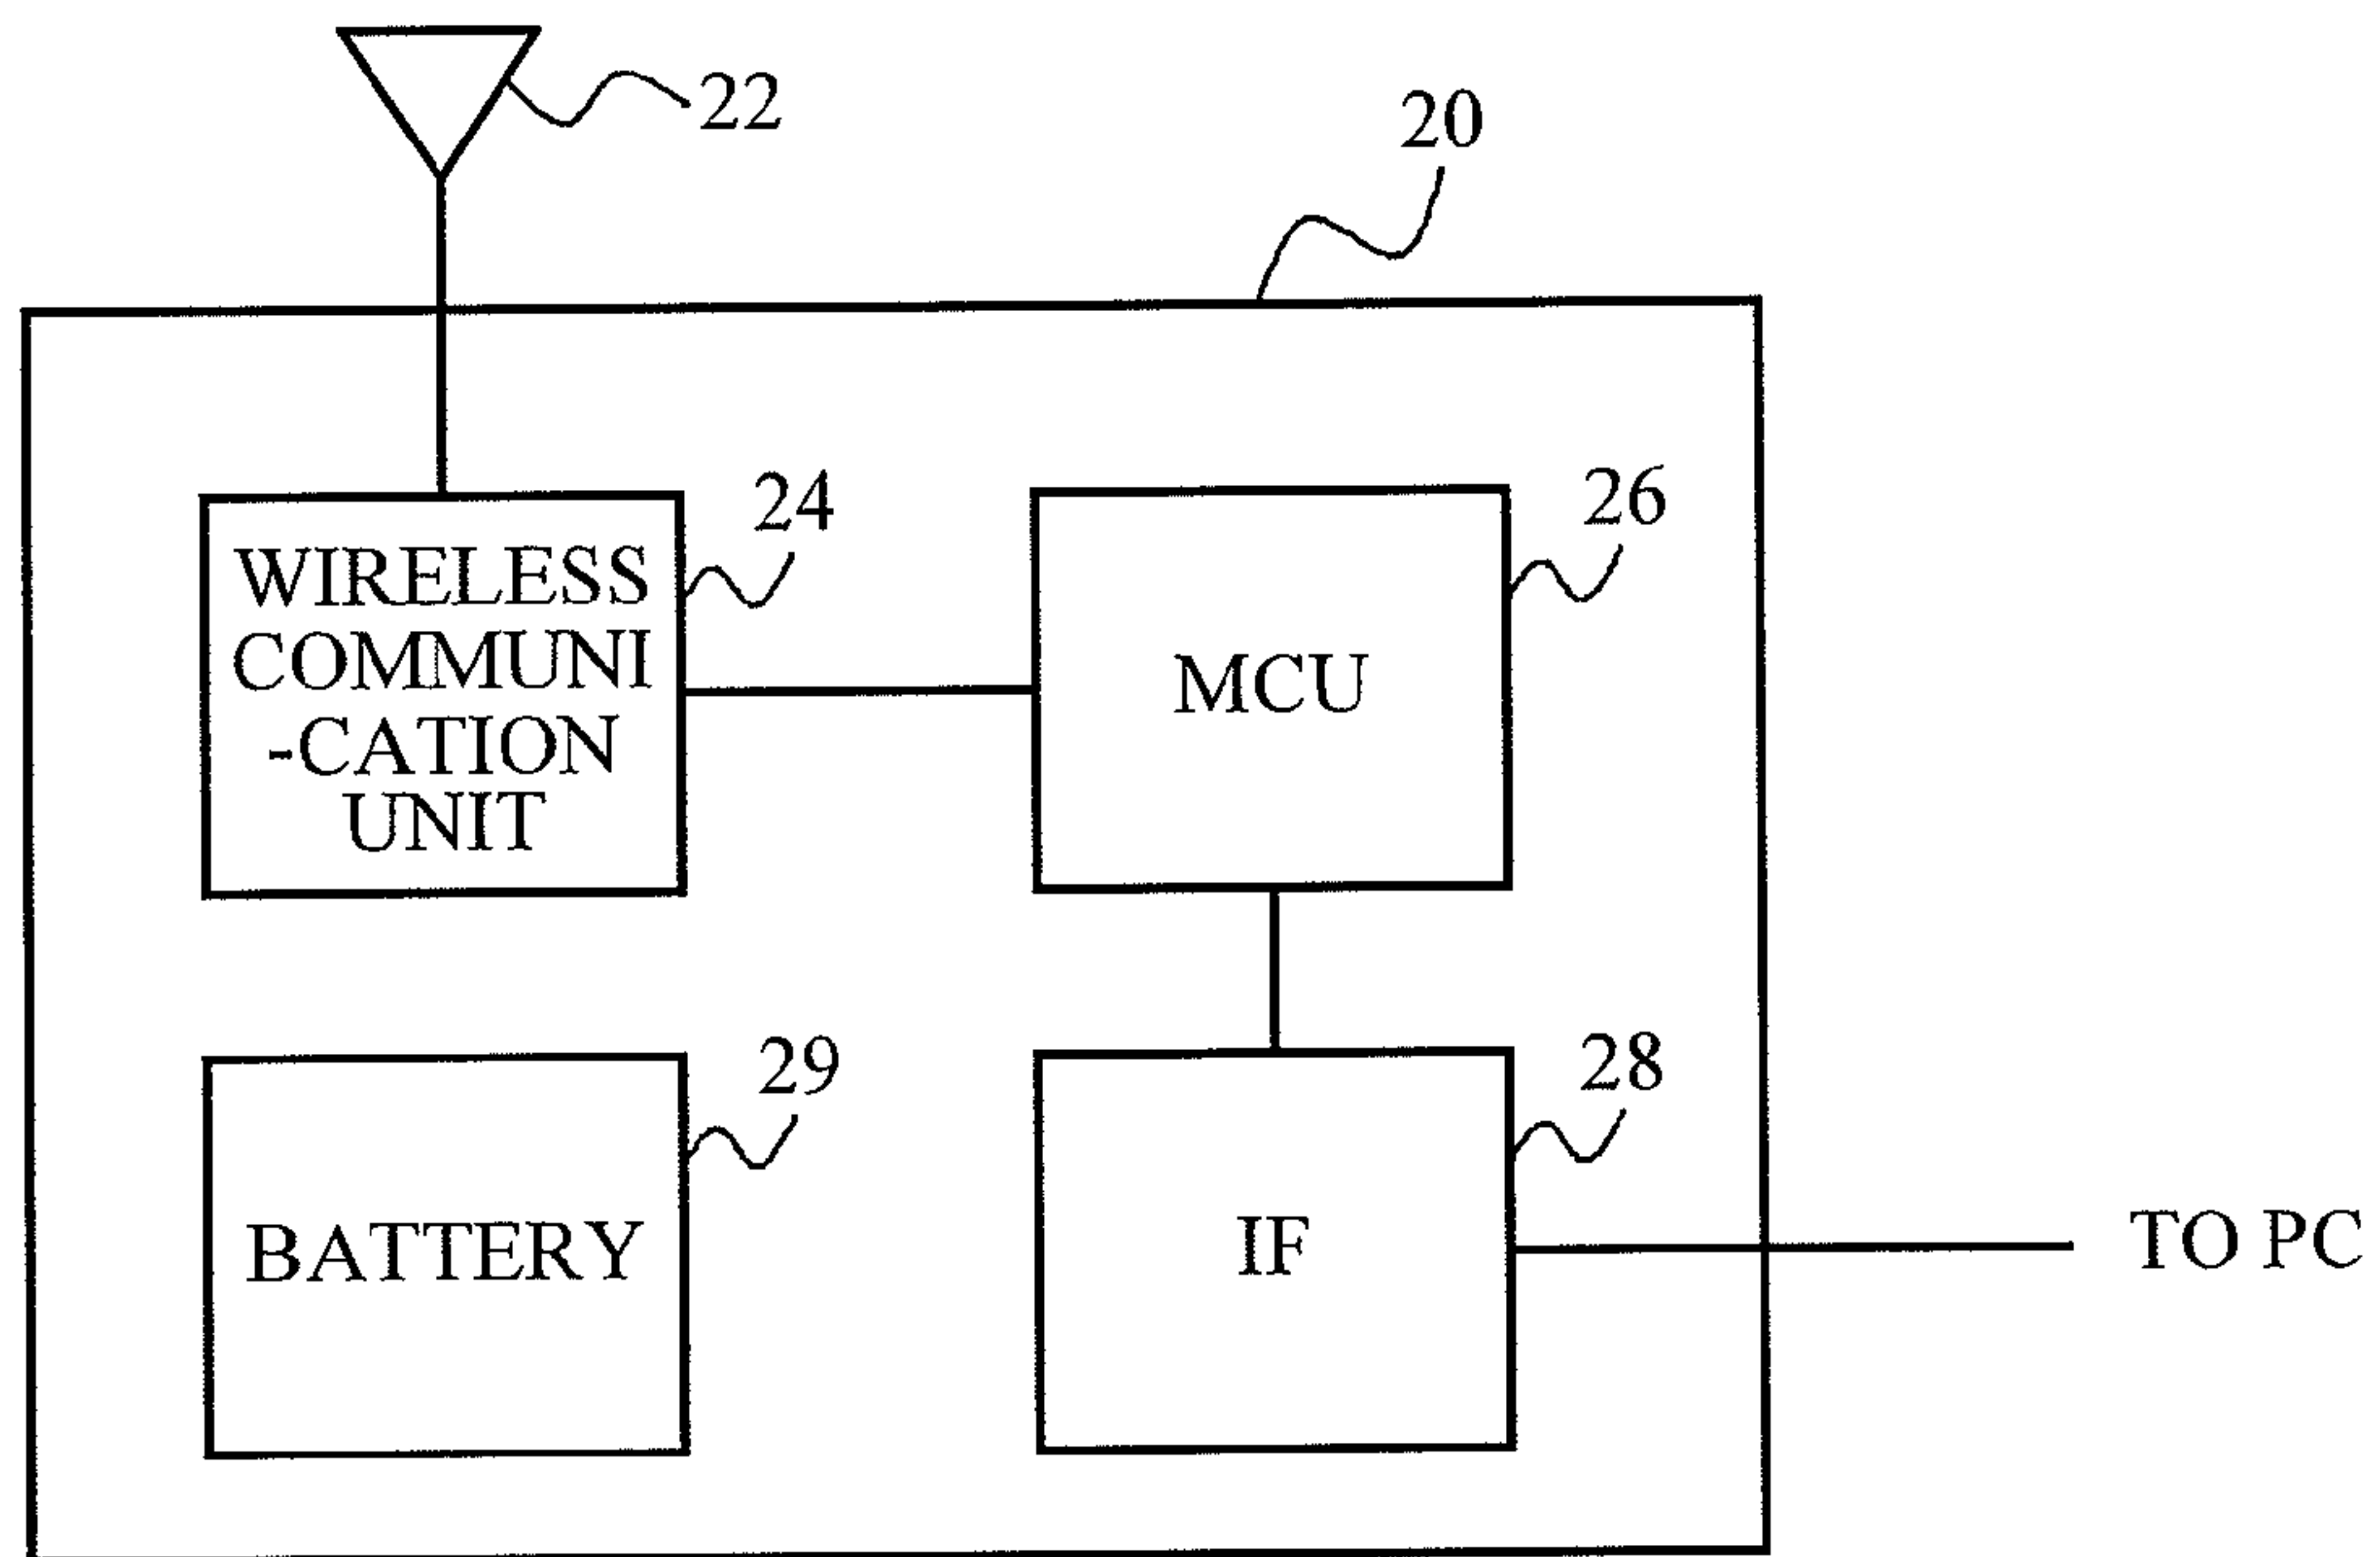 22
20
24
26
WIRELESS
COMMUNI
-CATION
UNIT
MCU
29
28
BATTERY
IF
TO PC